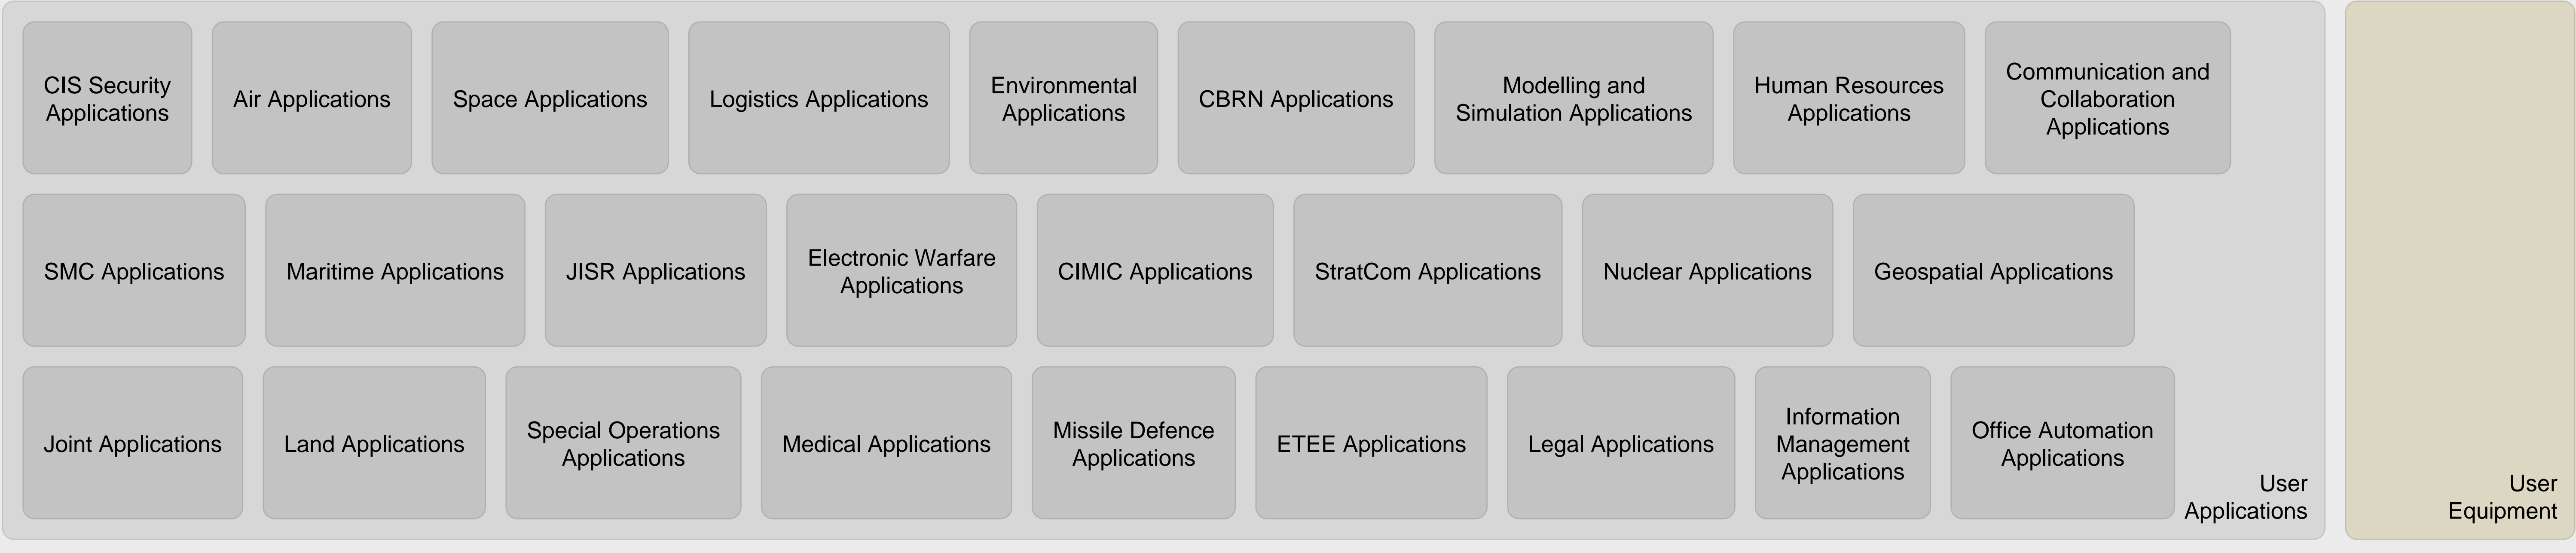 CIS Security
Applications
Air Applications
Space Applications
Logistics Applications
Environmental
Applications
CBRN Applications
Modelling and
Simulation Applications
Human Resources
Applications
Communication and
Collaboration
Applications
SMC Applications
Maritime Applications
JISR Applications
Electronic Warfare
Applications
CIMIC Applications
StratCom Applications
Nuclear Applications
Geospatial Applications
Joint Applications
Land Applications
Special Operations
Applications
Medical Applications
Missile Defence
Applications
ETEE Applications
Legal Applications
Information
Management
Applications
Office Automation
Applications
User
Applications
User
Equipment